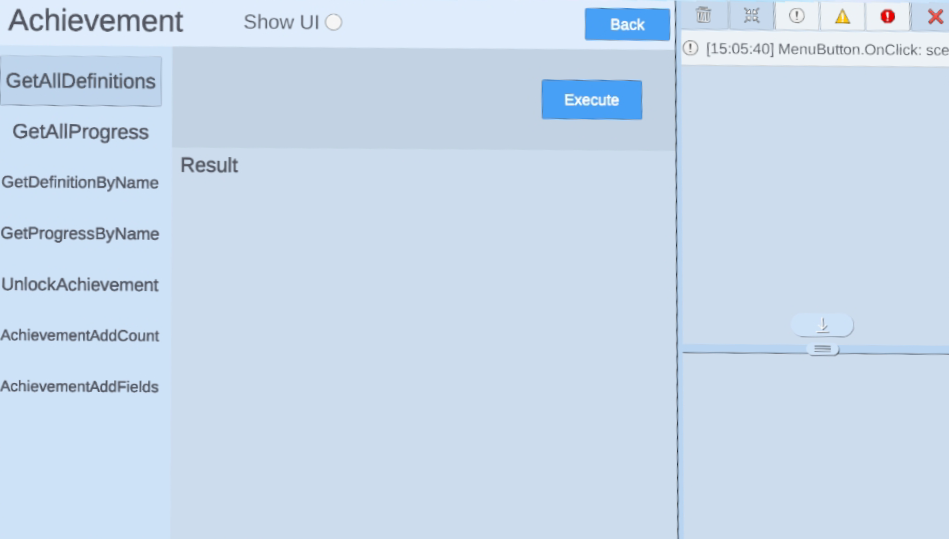 Achievement
Show UI
Back
[15:05:40] MenuButton.OnClick: sce
GetAllDefinitions
Execute
GetAllProgress
Result
GetDefinitionByName
GetProgressByName
UnlockAchievement
AchievementAddCount
AchievementAddFields